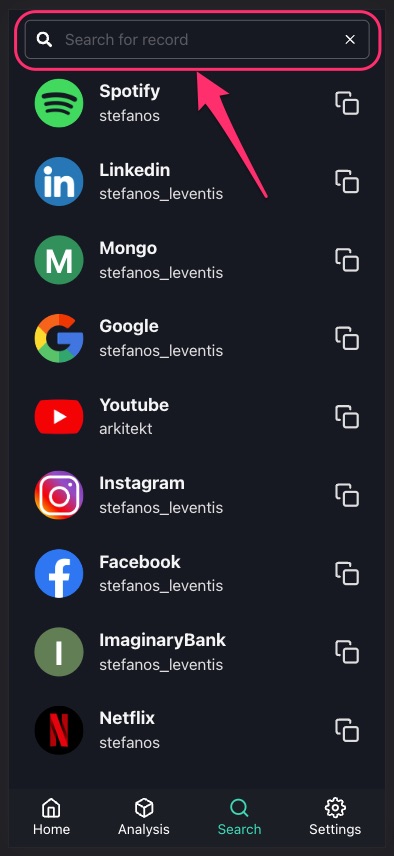 Search for record
Spotify
stefanos
in
Linkedin
stefanos_leventis
M
Mongo
stefanos_leventis
G
Google
stefanos_leventis
Youtube
arkitekt
Instagram
stefanos_leventis
f
Facebook
stefanos_leventis
I
ImaginaryBank
stefanos_leventis
N
Netflix
stefanos
Home
Analysis
Search
Settings